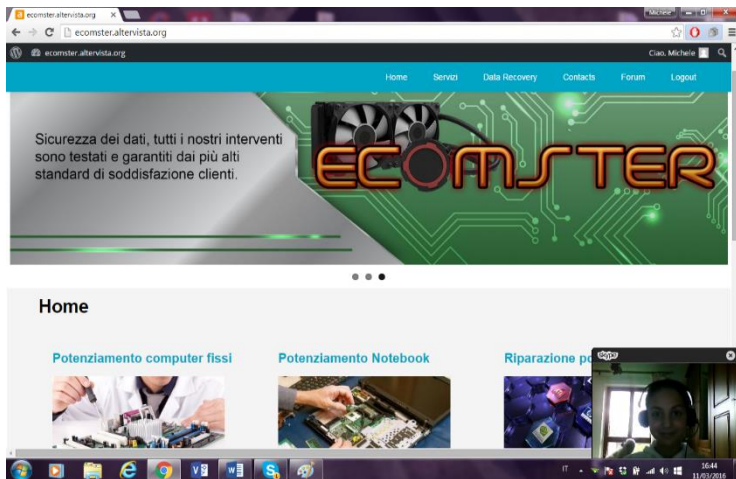 ecomster.altervista.org
Michele
ecomster.altervista.org
ecomster.altervista.org
Ciao, Michele
Home Servizi Data Recovery Contacts Forum Logout
Sicurezza dei dati, tutti i nostri interventi
sono testati e garantiti dai più alti
standard di soddisfazione clienti.
ECOMSTER
Home
Potenziamento computer fissi
Potenziamento Notebook
Riparazione po
skype
IT
16:44
11/03/2016